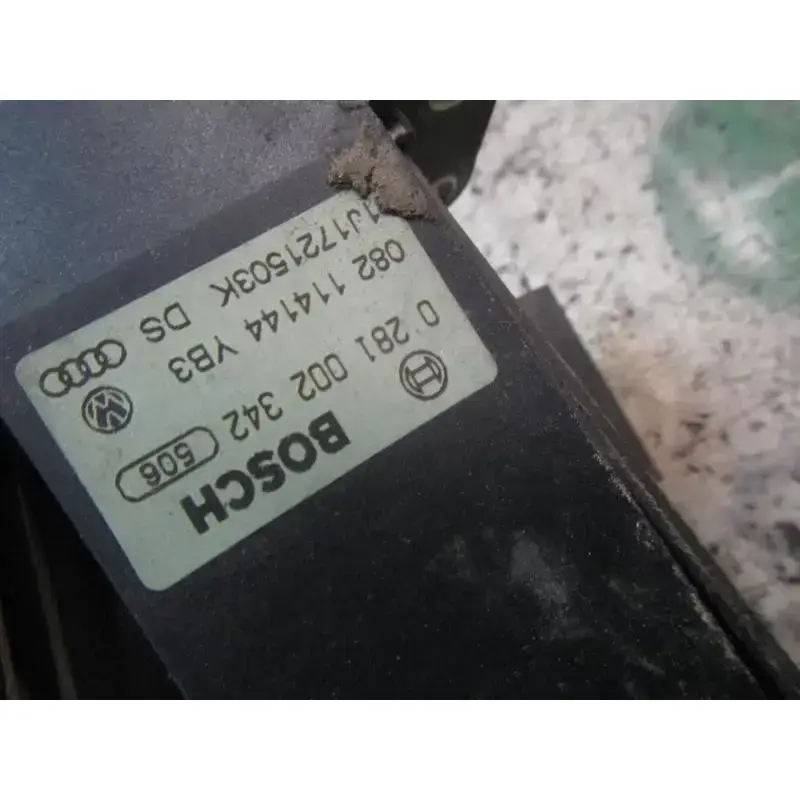 BOSCH
0 281 002 342 506
082 114144 YB3
1J1721503K DS